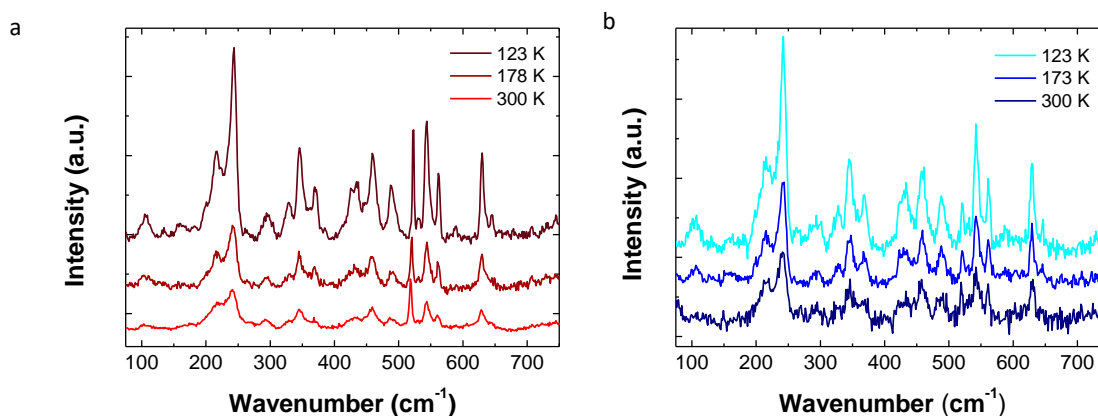 a
123 K
178 K
300 K
Intensity (a.u.)
100 200 300 400 500 600 700
Wavenumber (cm⁻¹)
b
123 K
173 K
300 K
Intensity (a.u.)
100 200 300 400 500 600 700
Wavenumber (cm⁻¹)